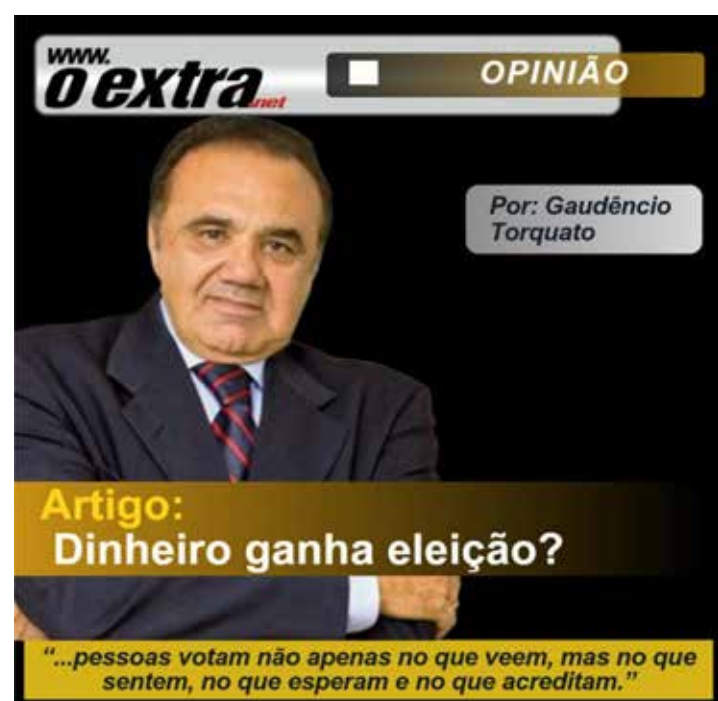 www.
o extra.net
OPINIÃO
Por: Gaudêncio
Torquato
Artigo:
Dinheiro ganha eleição?
“...pessoas votam não apenas no que veem, mas no que
sentem, no que esperam e no que acreditam.”